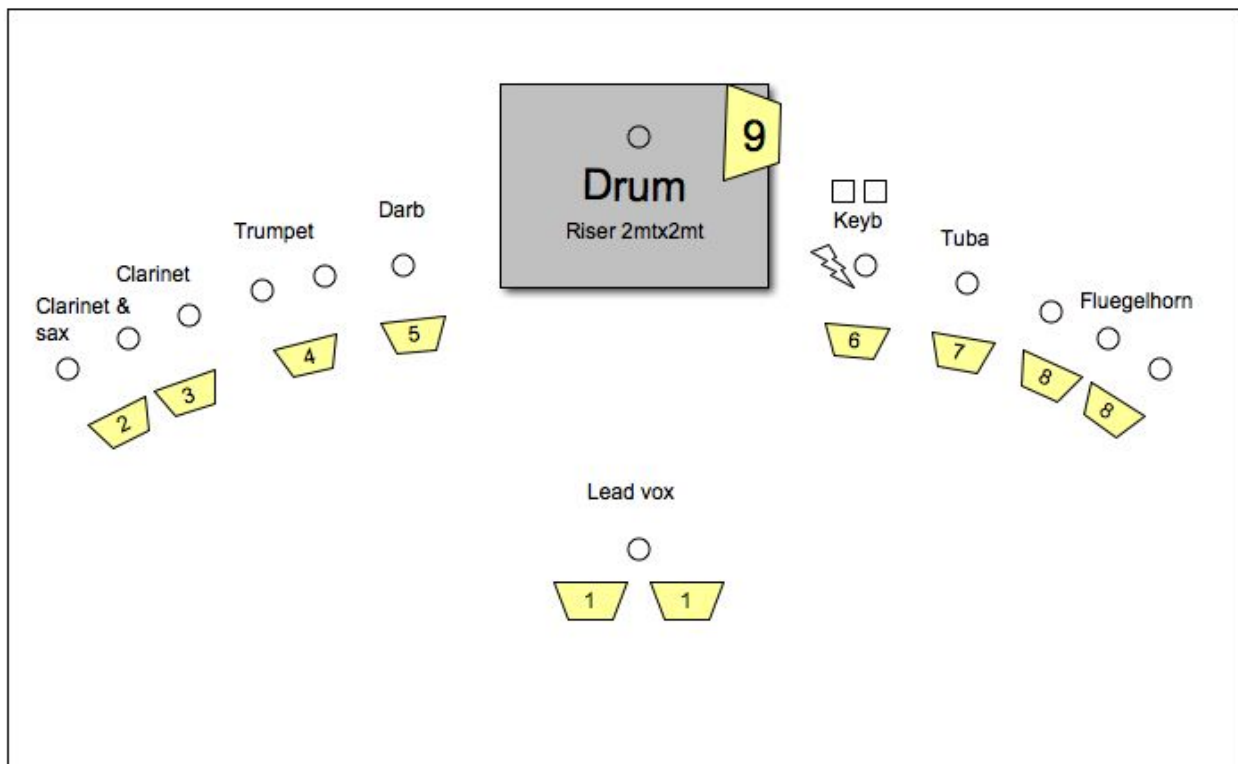 9
Drum
Riser 2mtx2mt
Darb
Trumpet
Clarinet
Clarinet &
sax
Keyb
Tuba
Fluegelhorn
2
3
4
5
6
7
8
8
Lead vox
1
1